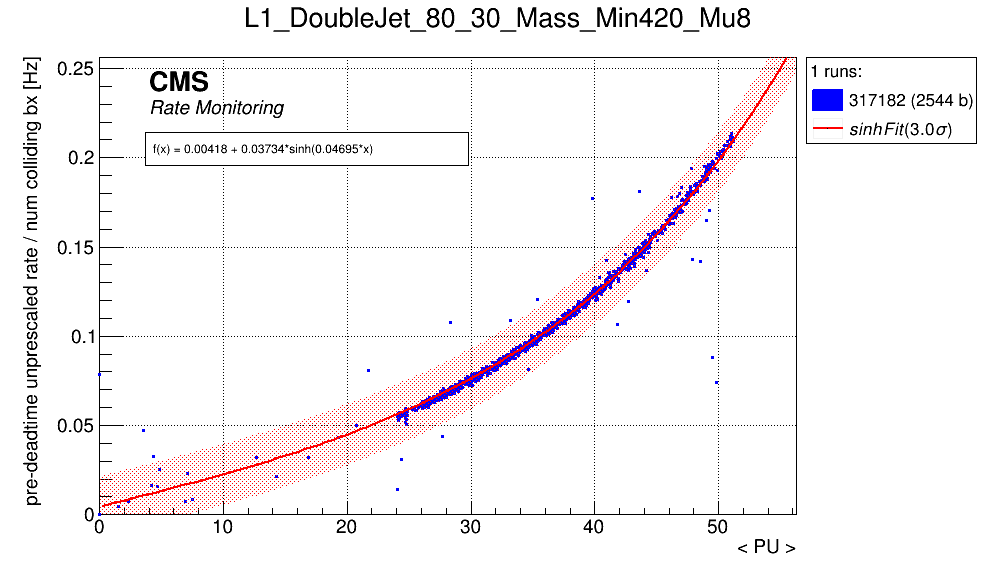 L1_DoubleJet_80_30_Mass_Min420_Mu8
pre-deadtime unprescaled rate / num colliding bx [Hz]
0.25
0.2
0.15
0.1
0.05
0
CMS
Rate Monitoring
f(x) = 0.00418 + 0.03734*sinh(0.04695*x)
1 runs:
317182 (2544 b)
sinhFit(3.0σ)
0 10 20 30 40 50
< PU >